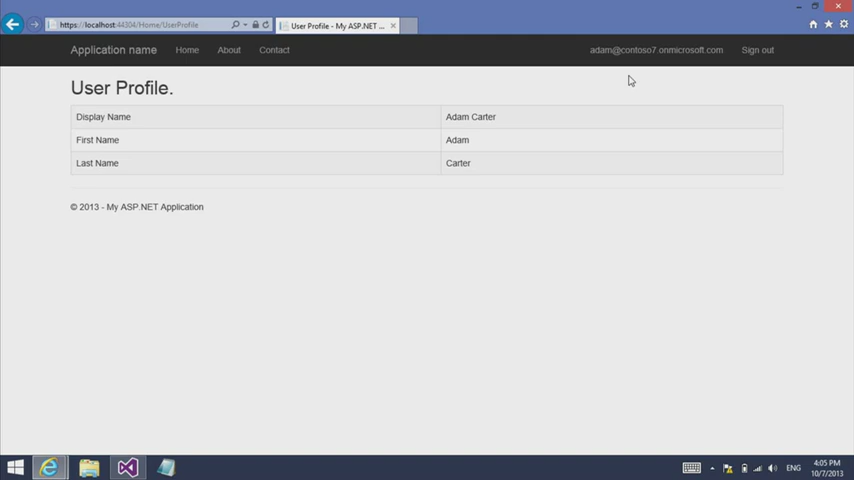 https://localhost:44304/Home/UserProfile
User Profile - My ASP.NET ...
Application name Home About Contact adam@contoso7.onmicrosoft.com Sign out
User Profile.
Display Name Adam Carter
First Name Adam
Last Name Carter
© 2013 - My ASP.NET Application
ENG
4:05 PM
10/7/2013